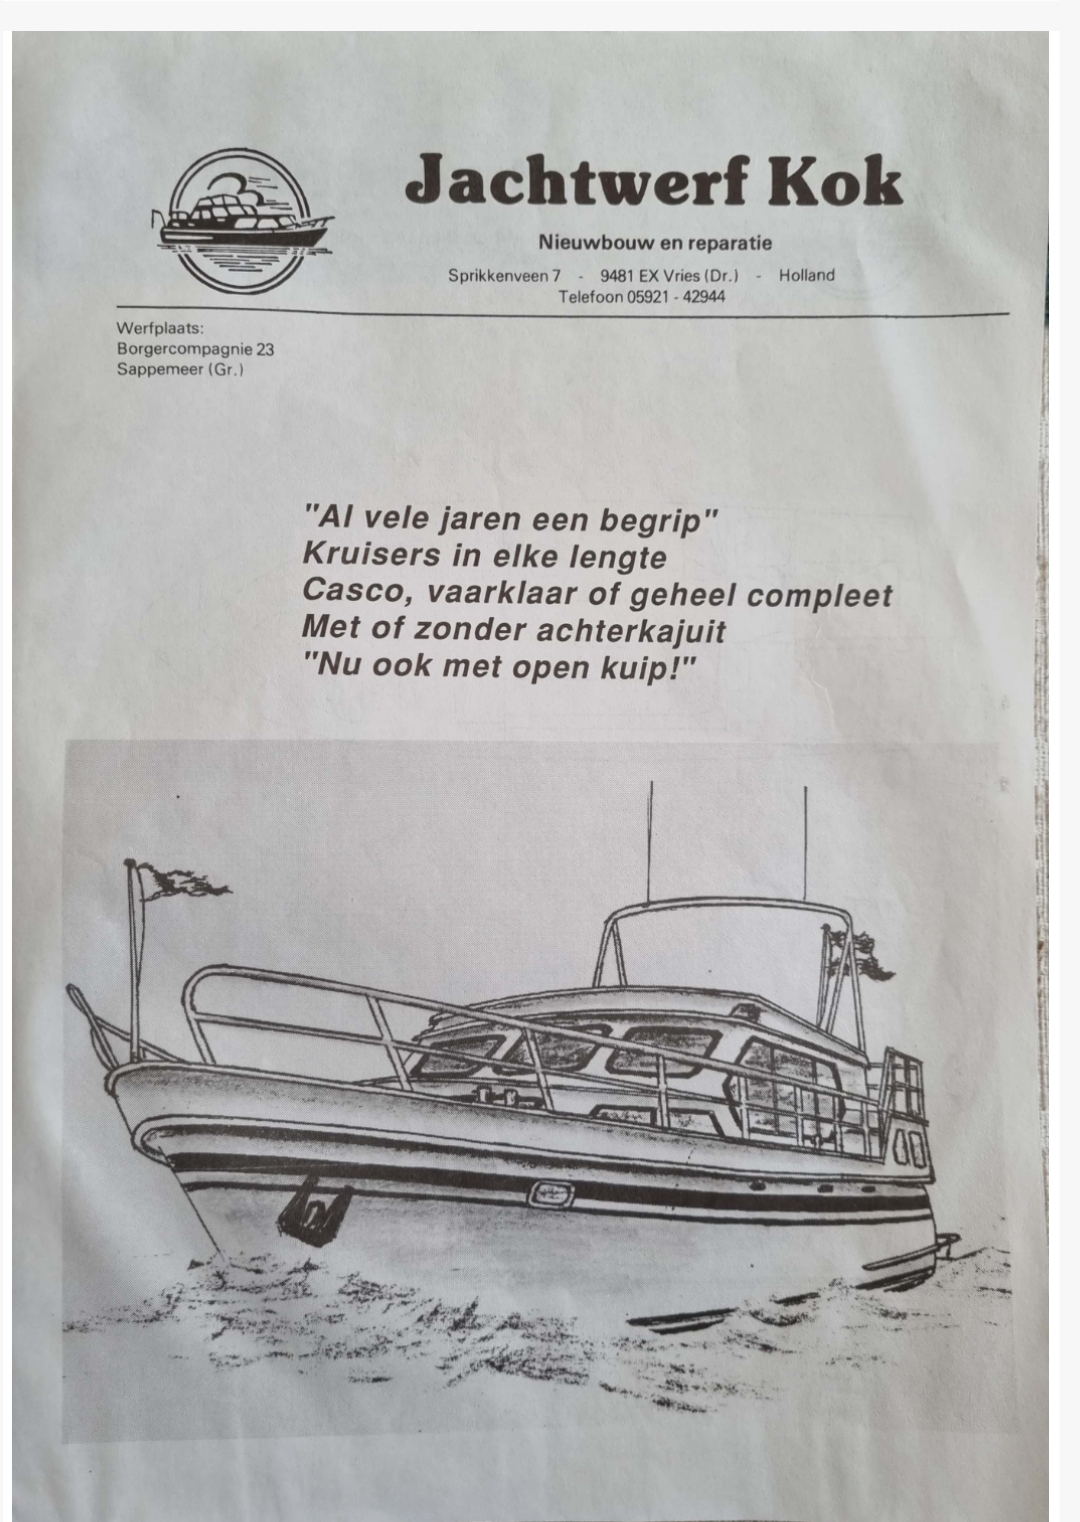 Jachtwerf Kok
Nieuwbouw en reparatie
Sprikkenveen 7 - 9481 EX Vries (Dr.) - Holland
Telefoon 05921 - 42944
Werfplaats:
Borgercompagnie 23
Sappemeer (Gr.)
"Al vele jaren een begrip"
Kruisers in elke lengte
Casco, vaarklaar of geheel compleet
Met of zonder achterkajuit
"Nu ook met open kuip!"